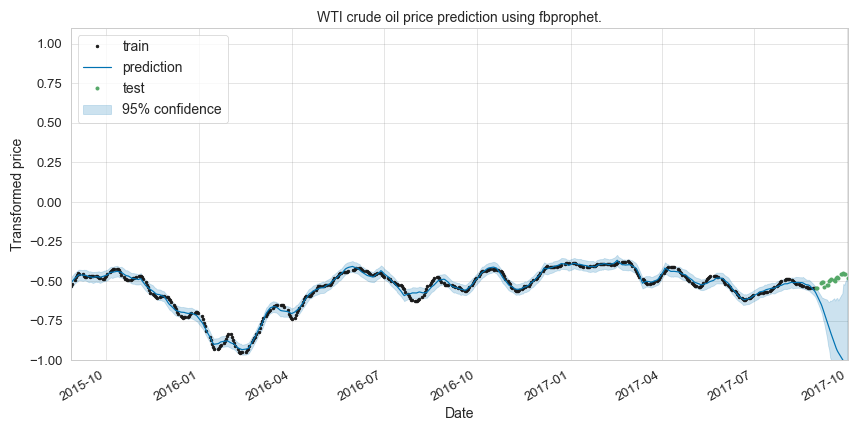 WTI crude oil price prediction using fbprophet.
train
prediction
test
95% confidence
1.00
0.75
0.50
0.25
0.00
−0.25
−0.50
−0.75
−1.00
Transformed price
2015-10
2016-01
2016-04
2016-07
2016-10
2017-01
2017-04
2017-07
2017-10
Date